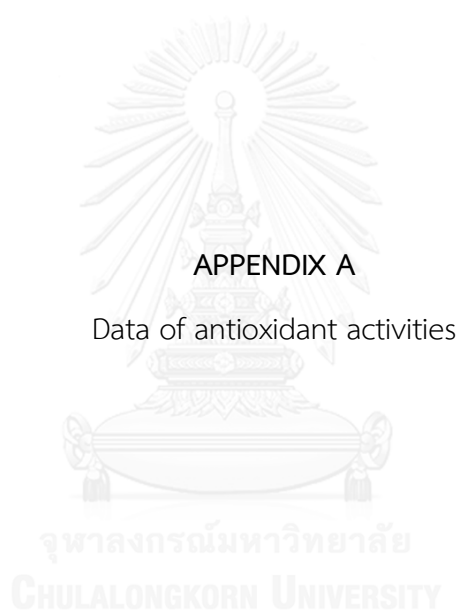 APPENDIX A
Data of antioxidant activities
จุฬาลงกรณ์มหาวิทยาลัย
CHULALONGKORN UNIVERSITY